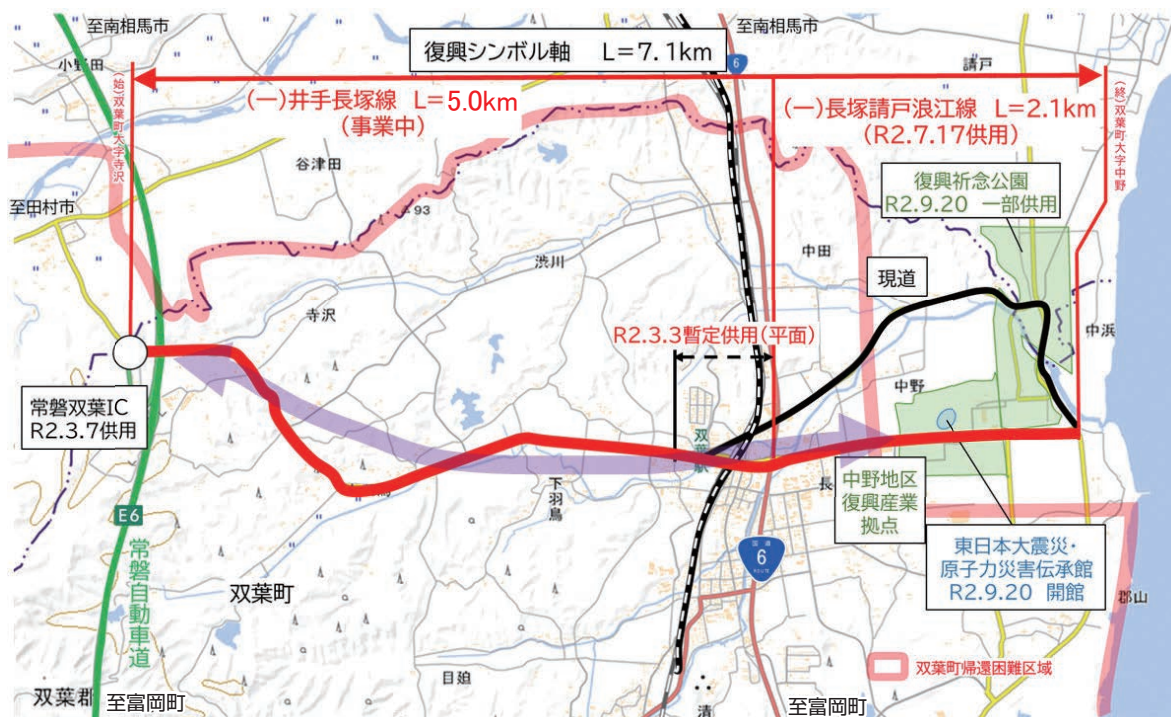 至南相馬市
至南相馬市
復興シンボル軸 L=7.1km
6
小野田
請戸
(始)双葉町大字寺沢
(一)井手長塚線 L=5.0km
(事業中)
(一)長塚請戸浪江線 L=2.1km
(R2.7.17供用)
(終)双葉町大字中野
谷津田
至田村市
93
復興祈念公園
R2.9.20 一部供用
渋川
中田
現道
寺沢
中浜
R2.3.3暫定供用(平面)
中野
常磐双葉IC
R2.3.7供用
双葉駅
長
下羽鳥
中野地区
復興産業
拠点
E6
常磐自動車道
国道
6
東日本大震災・
原子力災害伝承館
R2.9.20 開館
双葉町
郡山
目廹
双葉町帰還困難区域
双葉郡
至富岡町
清
至富岡町